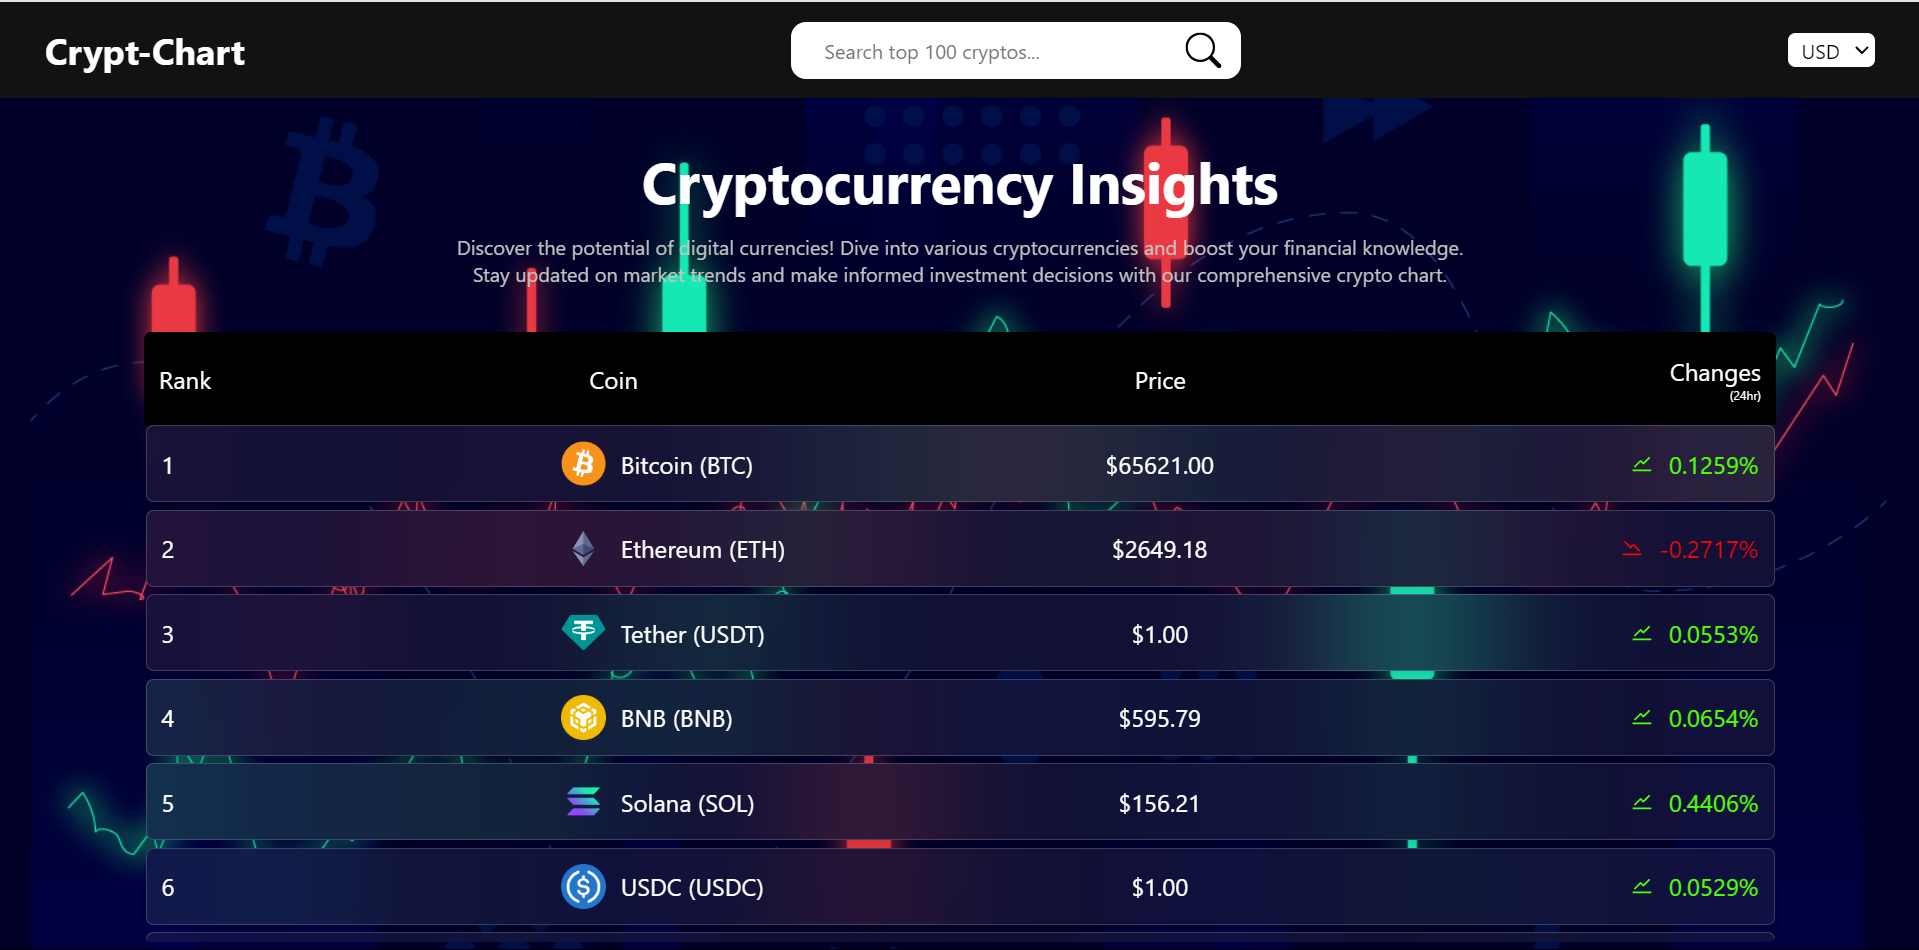 Crypt-Chart
Search top 100 cryptos...
USD
Cryptocurrency Insights
Discover the potential of digital currencies! Dive into various cryptocurrencies and boost your financial knowledge.
Stay updated on market trends and make informed investment decisions with our comprehensive crypto chart.
Rank Coin Price Changes
(24hr)
1 Bitcoin (BTC) $65621.00 0.1259%
2 Ethereum (ETH) $2649.18 -0.2717%
3 Tether (USDT) $1.00 0.0553%
4 BNB (BNB) $595.79 0.0654%
5 Solana (SOL) $156.21 0.4406%
6 USDC (USDC) $1.00 0.0529%